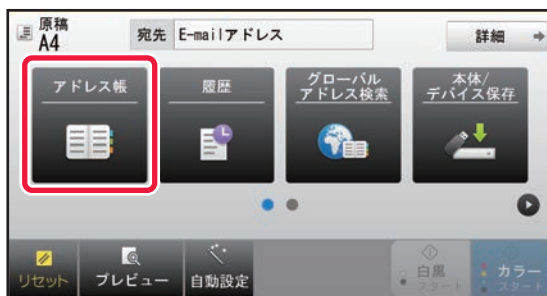 原稿
A4
宛先 E-mailアドレス
詳細
アドレス帳
履歴
グローバル
アドレス検索
本体/
デバイス保存
リセット
プレビュー
自動設定
白黒
スタート
カラー
スタート